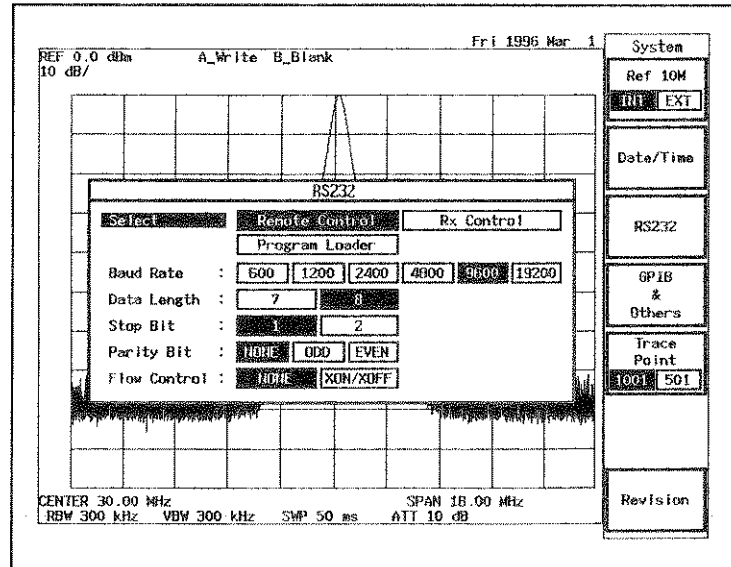 Fri 1996 Mar 1
REF 0.0 dBm A_Write B_Blank
10 dB/
RS232
Select Remote Control Rx Control
Program Loader
Baud Rate : 600 1200 2400 4800 9600 19200
Data Length : 7 8
Stop Bit : 1 2
Parity Bit : NONE ODD EVEN
Flow Control : NONE XON/XOFF
CENTER 30.00 MHz SPAN 18.00 MHz
RBW 300 kHz VBW 300 kHz SWP 50 ms ATT 10 dB
System
Ref 10M
INT EXT
Date/Time
RS232
GPIB
&
Others
Trace
Point
1001 501
Revision